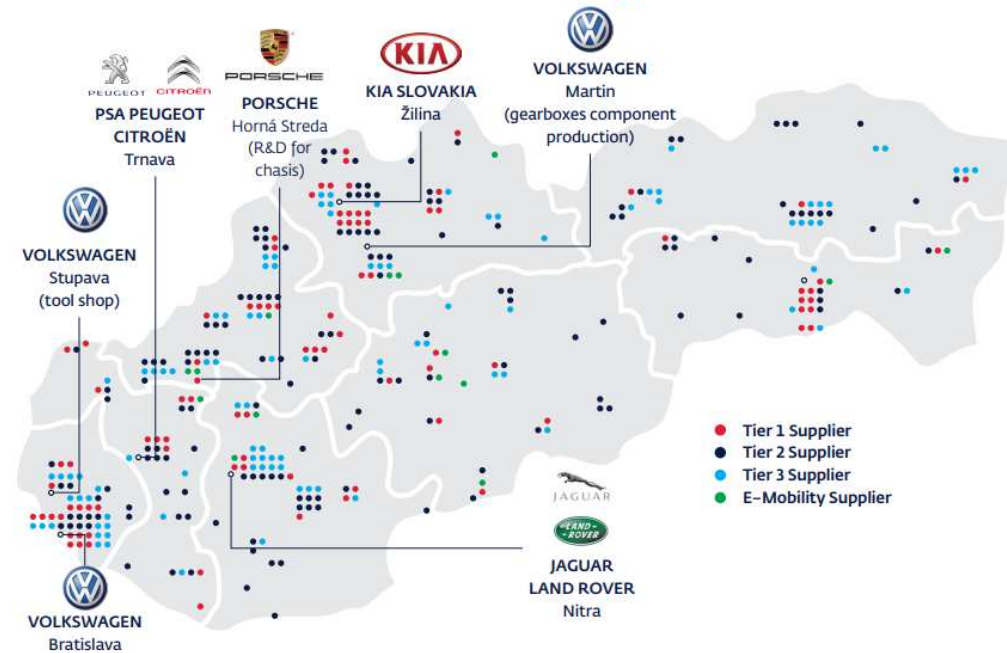 PEUGEOT
CITROËN
PSA PEUGEOT
CITROËN
Trnava
PORSCHE
PORSCHE
Horná Streda
(R&D for
chasis)
KIA
KIA SLOVAKIA
Žilina
VOLKSWAGEN
Martin
(gearboxes component
production)
VOLKSWAGEN
Stupava
(tool shop)
Tier 1 Supplier
Tier 2 Supplier
Tier 3 Supplier
E-Mobility Supplier
JAGUAR
LAND-
ROVER
JAGUAR
LAND ROVER
Nitra
VOLKSWAGEN
Bratislava